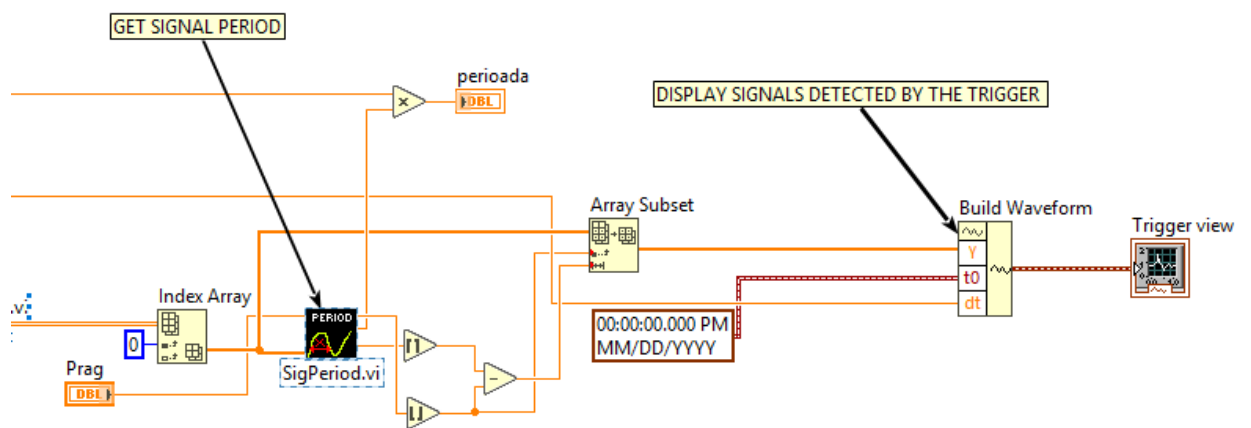 GET SIGNAL PERIOD
perioada
DBL
DISPLAY SIGNALS DETECTED BY THE TRIGGER
Array Subset
Build Waveform
Trigger view
Y
t0
dt
.vi
Index Array
PERIOD
0
00:00:00.000 PM
MM/DD/YYYY
SigPeriod.vi
Prag
DBL